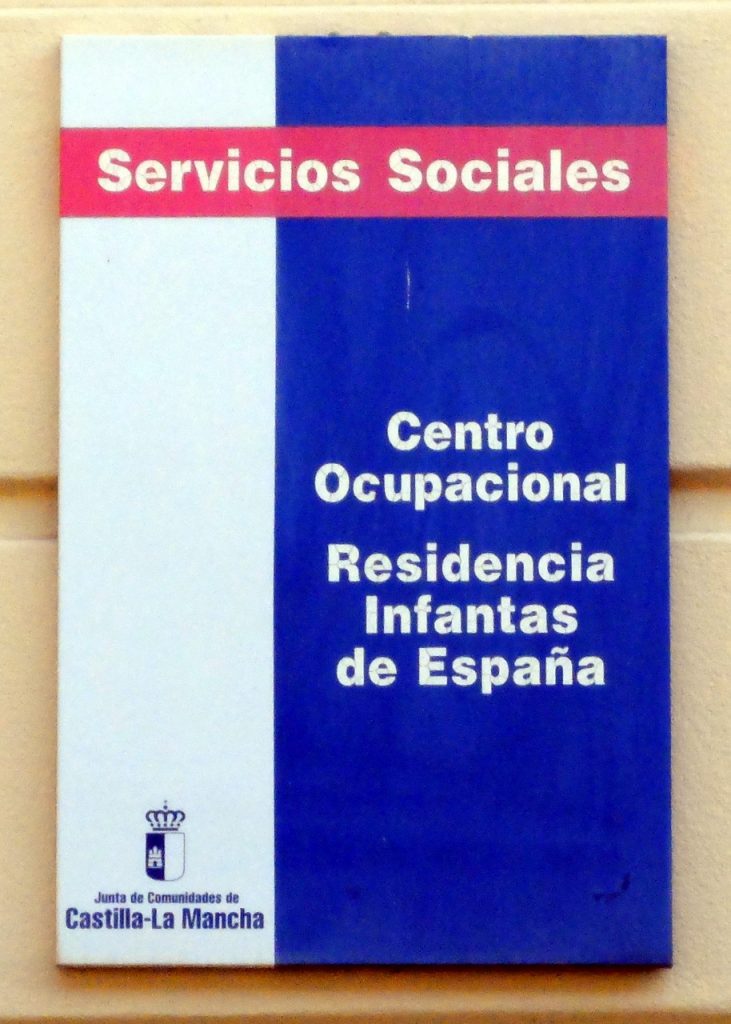 Servicios Sociales
Centro
Ocupacional
Residencia
Infantas
de España
Junta de Comunidades de
Castilla-La Mancha